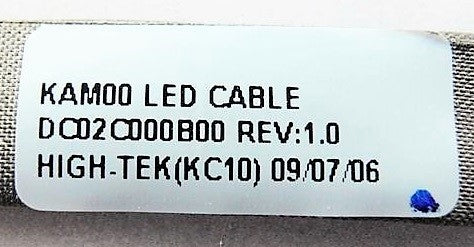 KAM00 LED CABLE
DC02C000B00 REV:1.0
HIGH-TEK(KC10) 09/07/06